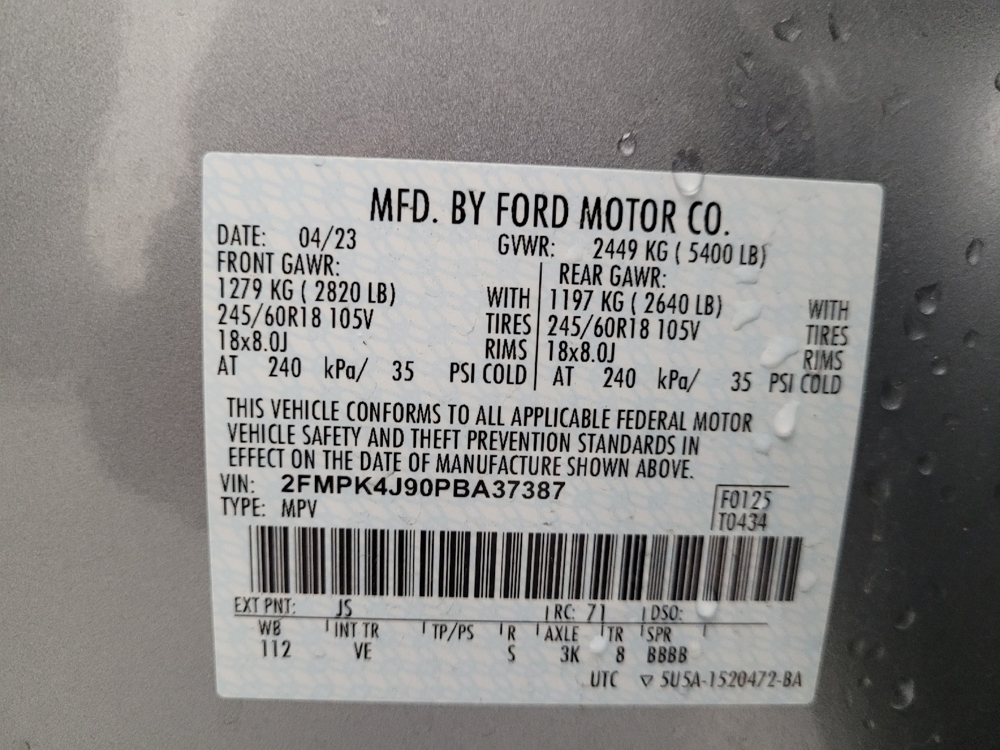 MFD. BY FORD MOTOR CO.
DATE: 04/23 GVWR: 2449 KG ( 5400 LB)
FRONT GAWR: REAR GAWR:
1279 KG ( 2820 LB) WITH 1197 KG ( 2640 LB) WITH
245/60R18 105V TIRES 245/60R18 105V TIRES
18x8.0J RIMS 18x8.0J RIMS
AT 240 kPa/ 35 PSI COLD AT 240 kPa/ 35 PSI COLD
THIS VEHICLE CONFORMS TO ALL APPLICABLE FEDERAL MOTOR
VEHICLE SAFETY AND THEFT PREVENTION STANDARDS IN
EFFECT ON THE DATE OF MANUFACTURE SHOWN ABOVE.
VIN: 2FMPK4J90PBA37387 F0125
TYPE: MPV T0434
EXT PNT: JS RC: 71 DSO:
WB INT TR TP/PS R AXLE TR SPR
112 VE S 3K 8 BBBB
UTC ▽ 5U5A-1520472-BA